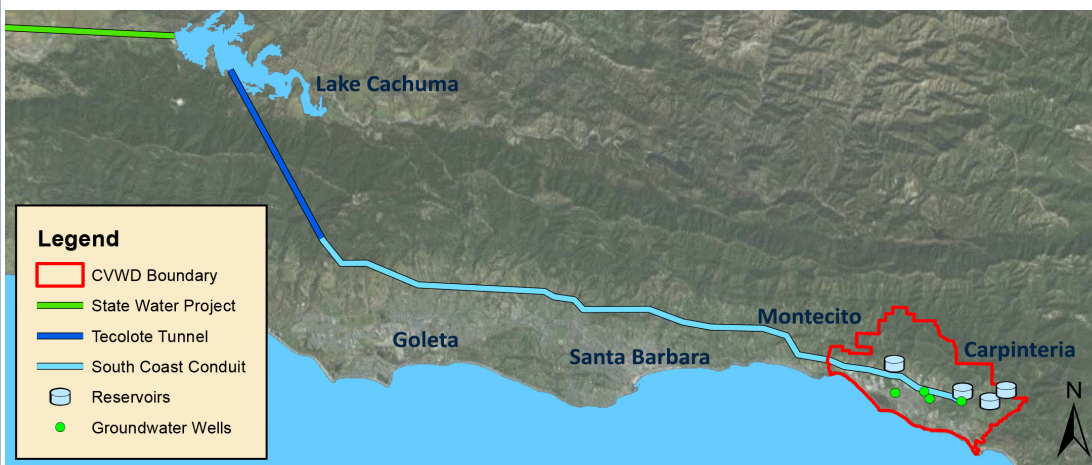 Lake Cachuma
Legend
CVWD Boundary
State Water Project
Tecolote Tunnel
South Coast Conduit
Reservoirs
Groundwater Wells
Goleta
Santa Barbara
Montecito
Carpinteria
N